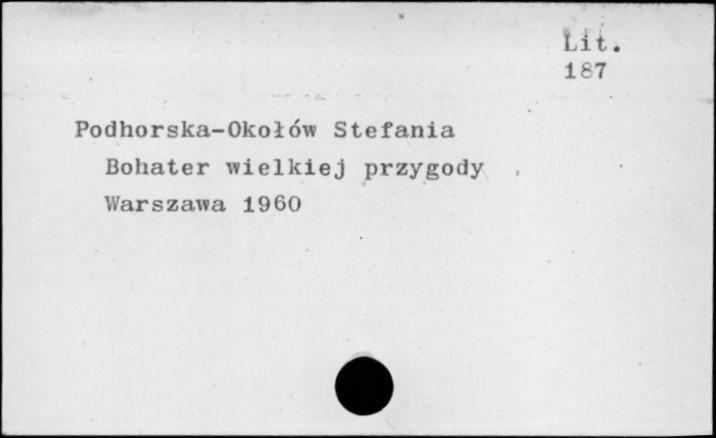 Lit.
187
Podhorska-Okołów Stefania
Bohater wielkiej przygody
Warszawa 1960